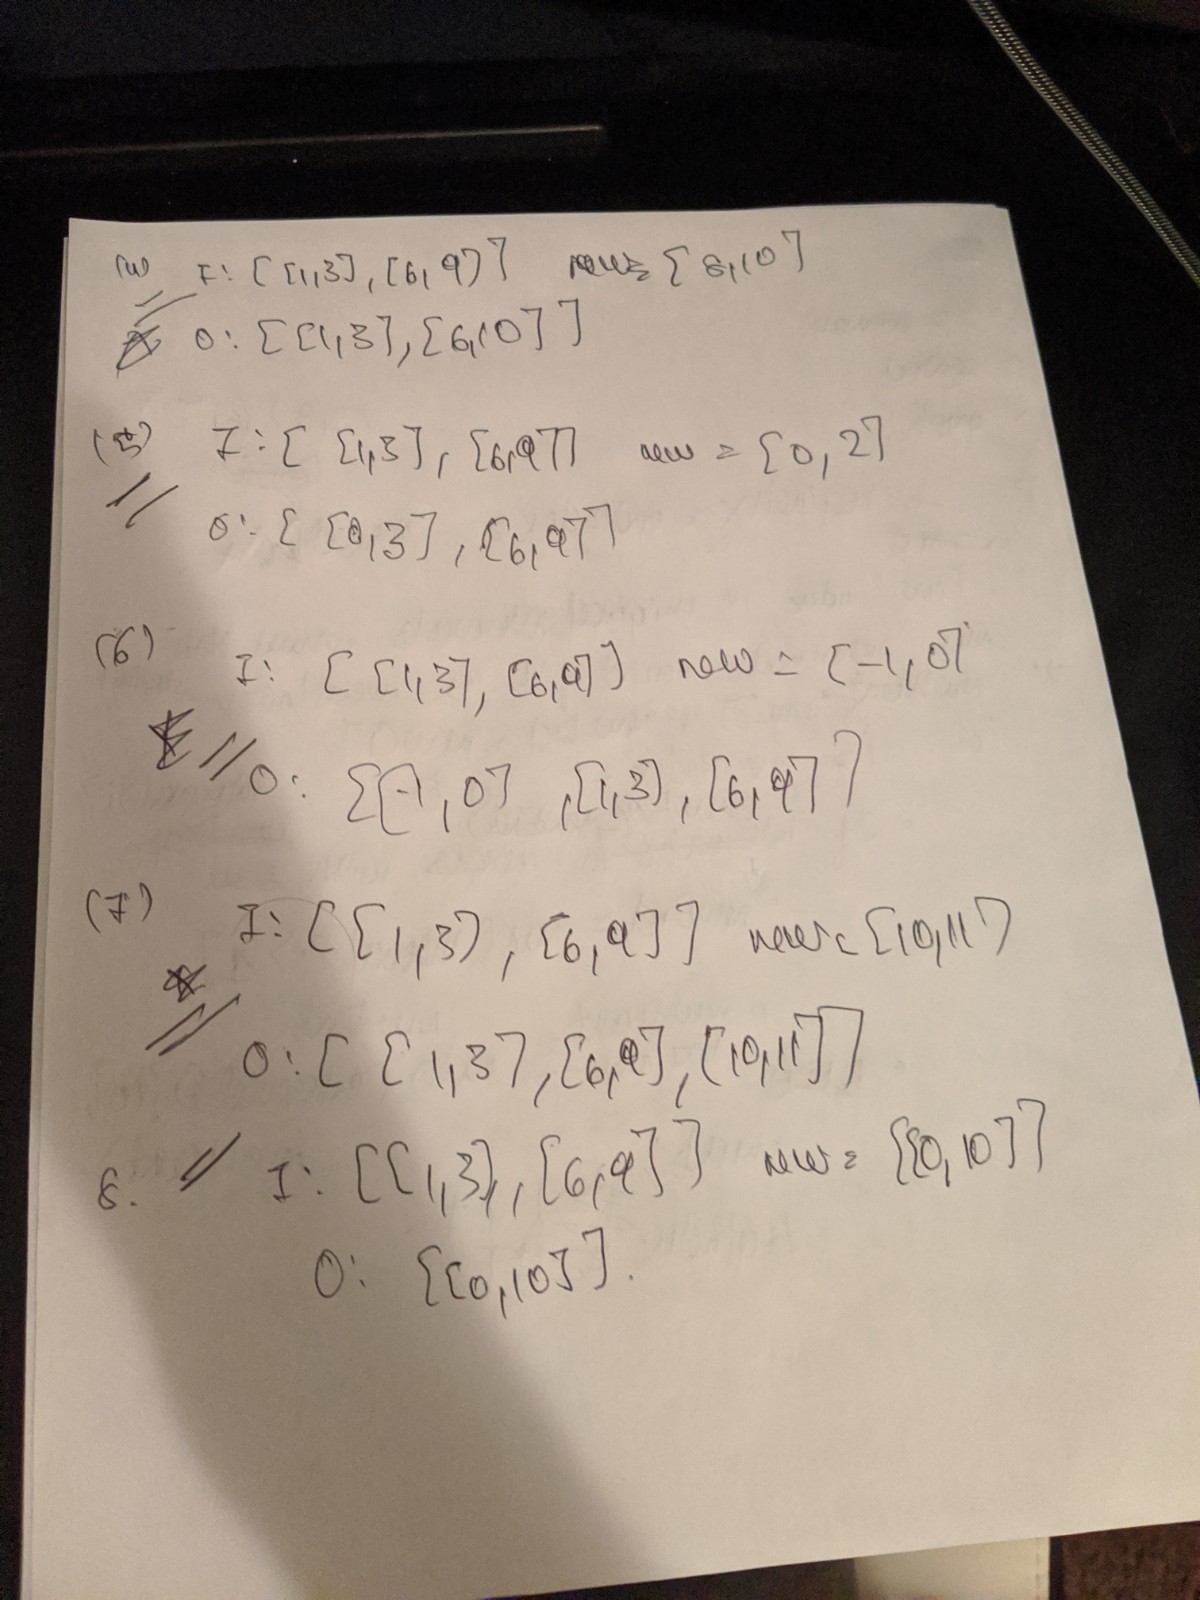 (4) I: [[1,3],[6,9]] new= [8,10]
O: [[1,3],[6,10]]
(5) I: [ [1,3], [6,9]] new = [0,2]
O: [ [0,3], [6,9]]
(6) I: [ [1,3], [6,9]] new = [-1,0]
O: [[-1,0] ,[1,3], [6,9]]
(7) I: [[1,3], [6,9]] new= [10,11]
O: [ [1,3],[6,9],[10,11]]
8. I: [[1,3],[6,9]] new= [[0,10]]
O: [[0,10]].